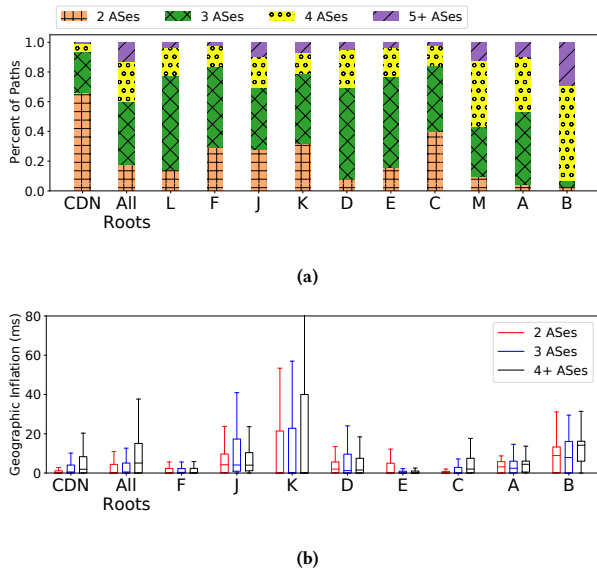 2 ASes 3 ASes 4 ASes 5+ ASes
Percent of Paths
1.0
0.8
0.6
0.4
0.2
0.0
CDN All Roots L F J K D E C M A B
(a)
Geographic Inflation (ms)
80
60
40
20
0
2 ASes
3 ASes
4+ ASes
CDN All Roots F J K D E C A B
(b)